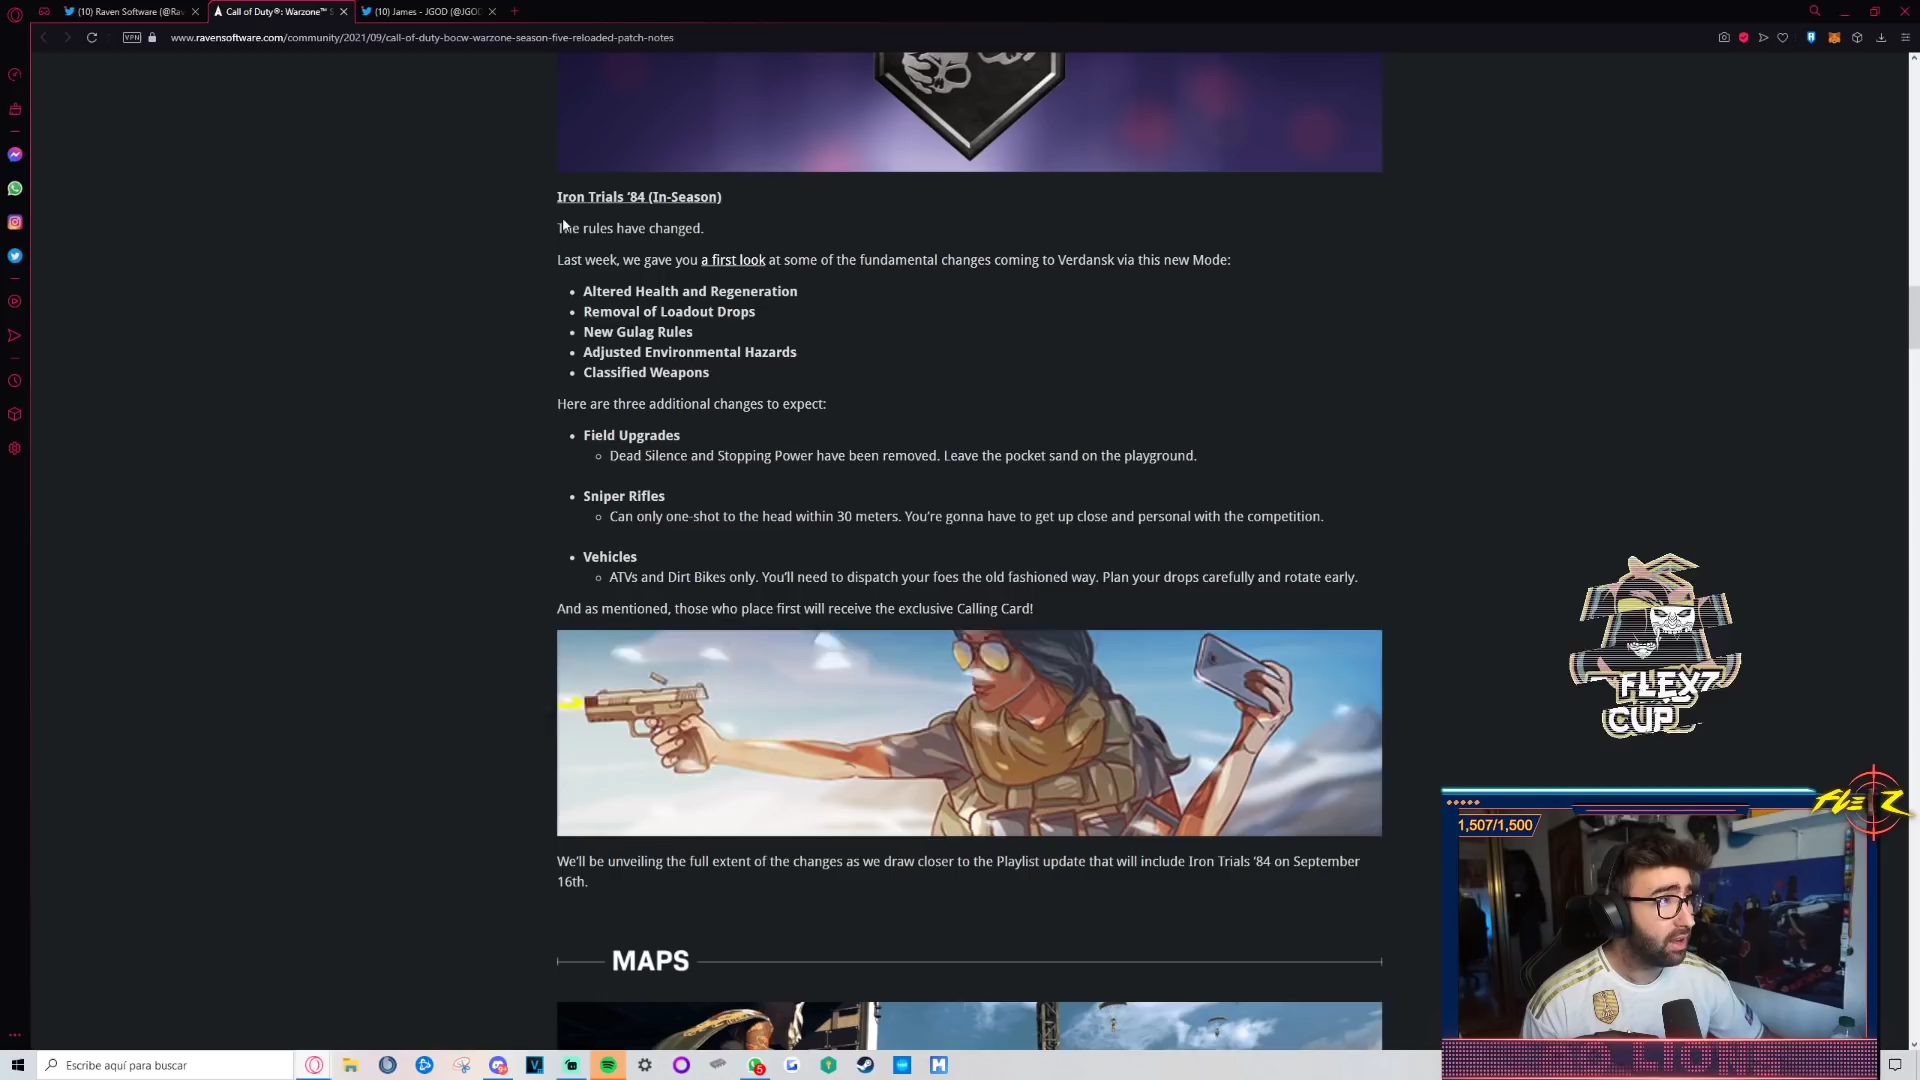 (10) Raven Software (@Rav
Call of Duty®: Warzone™ S
(10) James - JGOD (@JGOD
VPN
www.ravensoftware.com/community/2021/09/call-of-duty-bocw-warzone-season-five-reloaded-patch-notes
Iron Trials '84 (In-Season)
The rules have changed.
Last week, we gave you a first look at some of the fundamental changes coming to Verdansk via this new Mode:
• Altered Health and Regeneration
• Removal of Loadout Drops
• New Gulag Rules
• Adjusted Environmental Hazards
• Classified Weapons
Here are three additional changes to expect:
• Field Upgrades
Dead Silence and Stopping Power have been removed. Leave the pocket sand on the playground.
• Sniper Rifles
Can only one-shot to the head within 30 meters. You're gonna have to get up close and personal with the competition.
• Vehicles
ATVs and Dirt Bikes only. You'll need to dispatch your foes the old fashioned way. Plan your drops carefully and rotate early.
And as mentioned, those who place first will receive the exclusive Calling Card!
We'll be unveiling the full extent of the changes as we draw closer to the Playlist update that will include Iron Trials '84 on September
16th.
MAPS
FLEX7
CUP
FLEX7
1,507/1,500
Escribe aquí para buscar
5